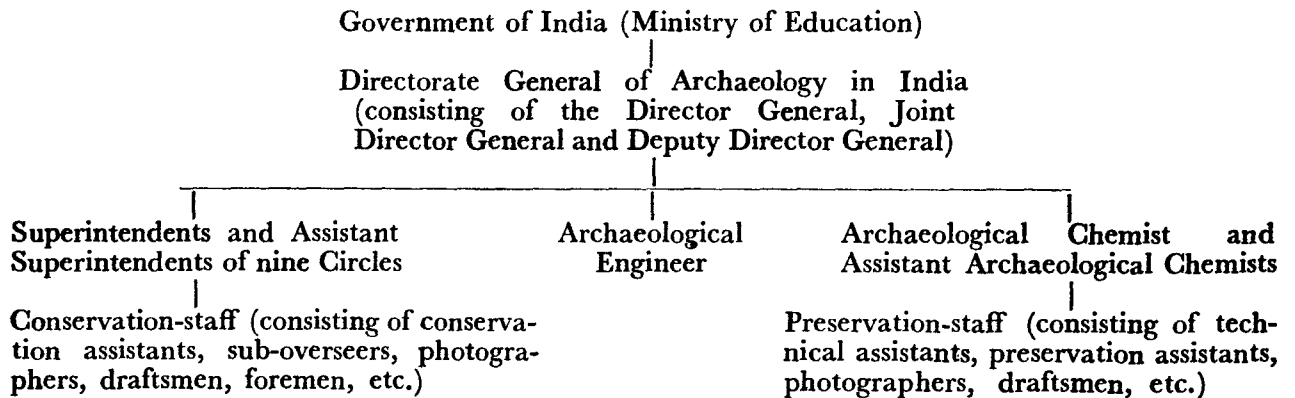 Government of India (Ministry of Education)
Directorate General of Archaeology in India
(consisting of the Director General, Joint
Director General and Deputy Director General)
Superintendents and Assistant
Superintendents of nine Circles
Archaeological
Engineer
Archaeological Chemist and
Assistant Archaeological Chemists
Conservation-staff (consisting of conserva-
tion assistants, sub-overseers, photogra-
phers, draftsmen, foremen, etc.)
Preservation-staff (consisting of tech-
nical assistants, preservation assistants,
photographers, draftsmen, etc.)